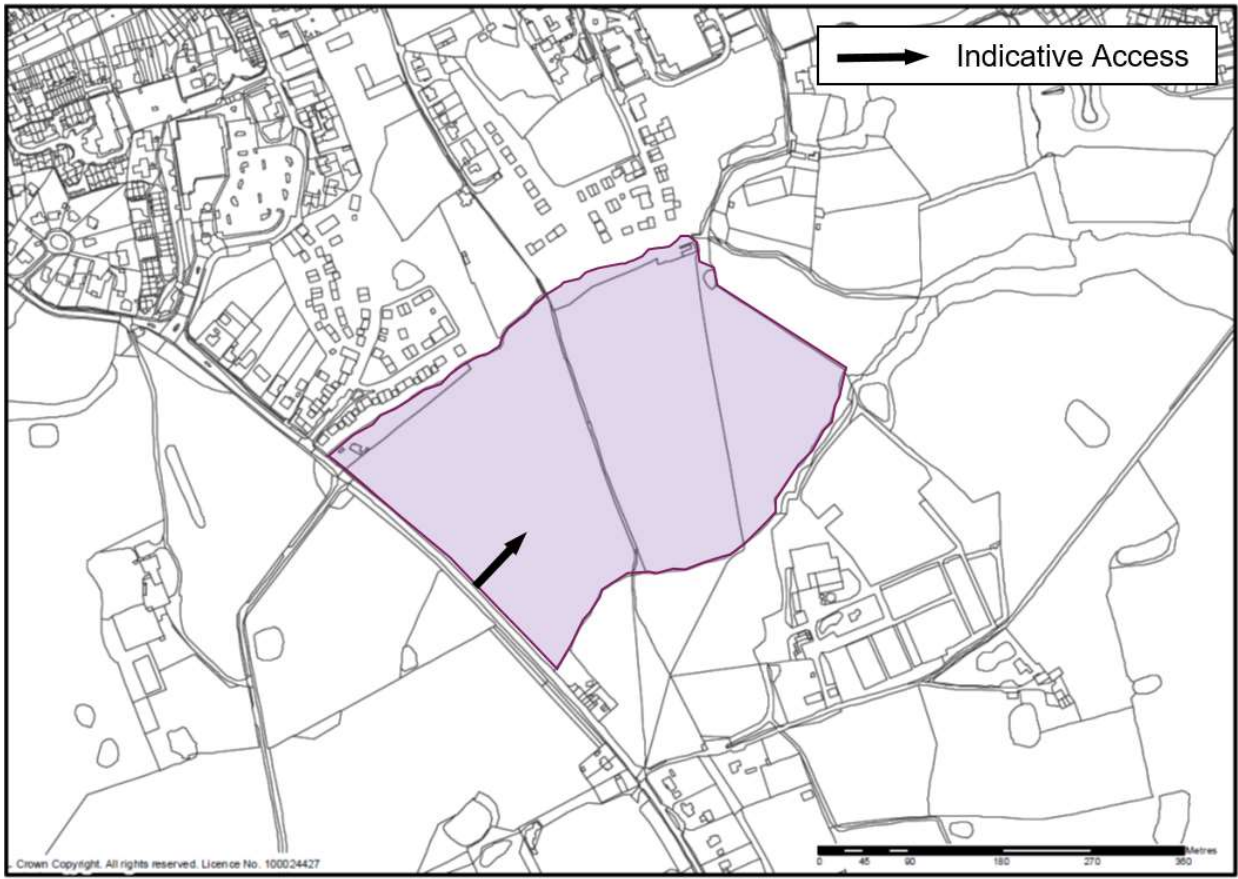 Indicative Access
Crown Copyright. All rights reserved. Licence No. 100024427
Metres
0 45 90 180 270 360